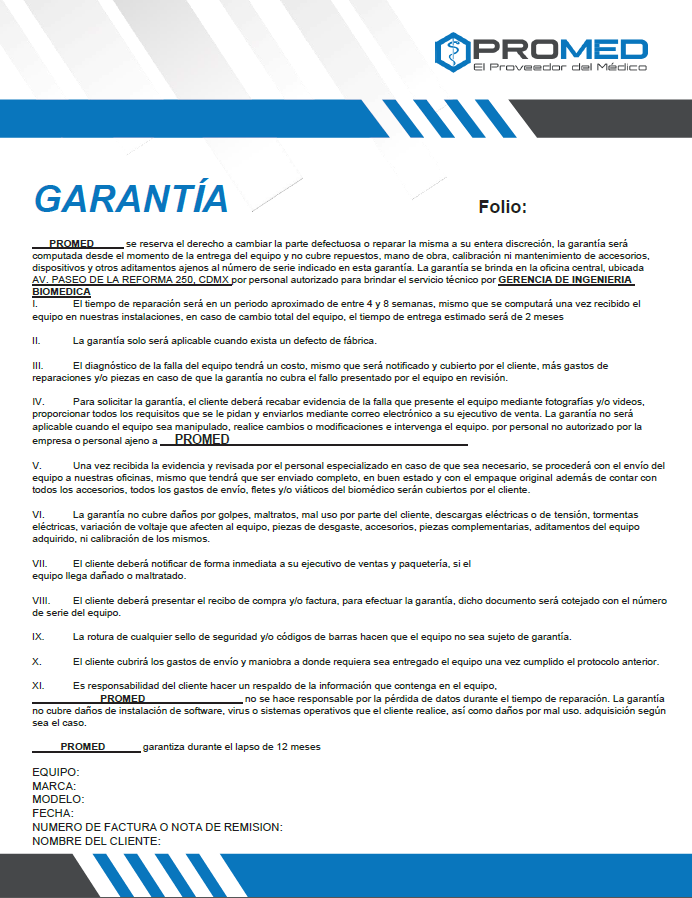 PROMED
El Proveedor del Médico
GARANTÍA
Folio:
PROMED se reserva el derecho a cambiar la parte defectuosa o reparar la misma a su entera discreción, la garantía será
computada desde el momento de la entrega del equipo y no cubre repuestos, mano de obra, calibración ni mantenimiento de accesorios,
dispositivos y otros aditamentos ajenos al número de serie indicado en esta garantía. La garantía se brinda en la oficina central, ubicada
AV. PASEO DE LA REFORMA 250, CDMX por personal autorizado para brindar el servicio técnico por GERENCIA DE INGENIERIA
BIOMEDICA
I. El tiempo de reparación será en un periodo aproximado de entre 4 y 8 semanas, mismo que se computará una vez recibido el
equipo en nuestras instalaciones, en caso de cambio total del equipo, el tiempo de entrega estimado será de 2 meses
II. La garantía solo será aplicable cuando exista un defecto de fábrica.
III. El diagnóstico de la falla del equipo tendrá un costo, mismo que será notificado y cubierto por el cliente, más gastos de
reparaciones y/o piezas en caso de que la garantía no cubra el fallo presentado por el equipo en revisión.
IV. Para solicitar la garantía, el cliente deberá recabar evidencia de la falla que presente el equipo mediante fotografías y/o videos,
proporcionar todos los requisitos que se le pidan y enviarlos mediante correo electrónico a su ejecutivo de venta. La garantía no será
aplicable cuando el equipo sea manipulado, realice cambios o modificaciones e intervenga el equipo. por personal no autorizado por la
empresa o personal ajeno a PROMED
V. Una vez recibida la evidencia y revisada por el personal especializado en caso de que sea necesario, se procederá con el envío del
equipo a nuestras oficinas, mismo que tendrá que ser enviado completo, en buen estado y con el empaque original además de contar con
todos los accesorios, todos los gastos de envío, fletes y/o viáticos del biomédico serán cubiertos por el cliente.
VI. La garantía no cubre daños por golpes, maltratos, mal uso por parte del cliente, descargas eléctricas o de tensión, tormentas
eléctricas, variación de voltaje que afecten al equipo, piezas de desgaste, accesorios, piezas complementarias, aditamentos del equipo
adquirido, ni calibración de los mismos.
VII. El cliente deberá notificar de forma inmediata a su ejecutivo de ventas y paquetería, si el
equipo llega dañado o maltratado.
VIII. El cliente deberá presentar el recibo de compra y/o factura, para efectuar la garantía, dicho documento será cotejado con el número
de serie del equipo.
IX. La rotura de cualquier sello de seguridad y/o códigos de barras hacen que el equipo no sea sujeto de garantía.
X. El cliente cubrirá los gastos de envío y maniobra a donde requiera sea entregado el equipo una vez cumplido el protocolo anterior.
XI. Es responsabilidad del cliente hacer un respaldo de la información que contenga en el equipo,
PROMED no se hace responsable por la pérdida de datos durante el tiempo de reparación. La garantía
no cubre daños de instalación de software, virus o sistemas operativos que el cliente realice, así como daños por mal uso. adquisición según
sea el caso.
PROMED garantiza durante el lapso de 12 meses
EQUIPO:
MARCA:
MODELO:
FECHA:
NUMERO DE FACTURA O NOTA DE REMISION:
NOMBRE DEL CLIENTE: